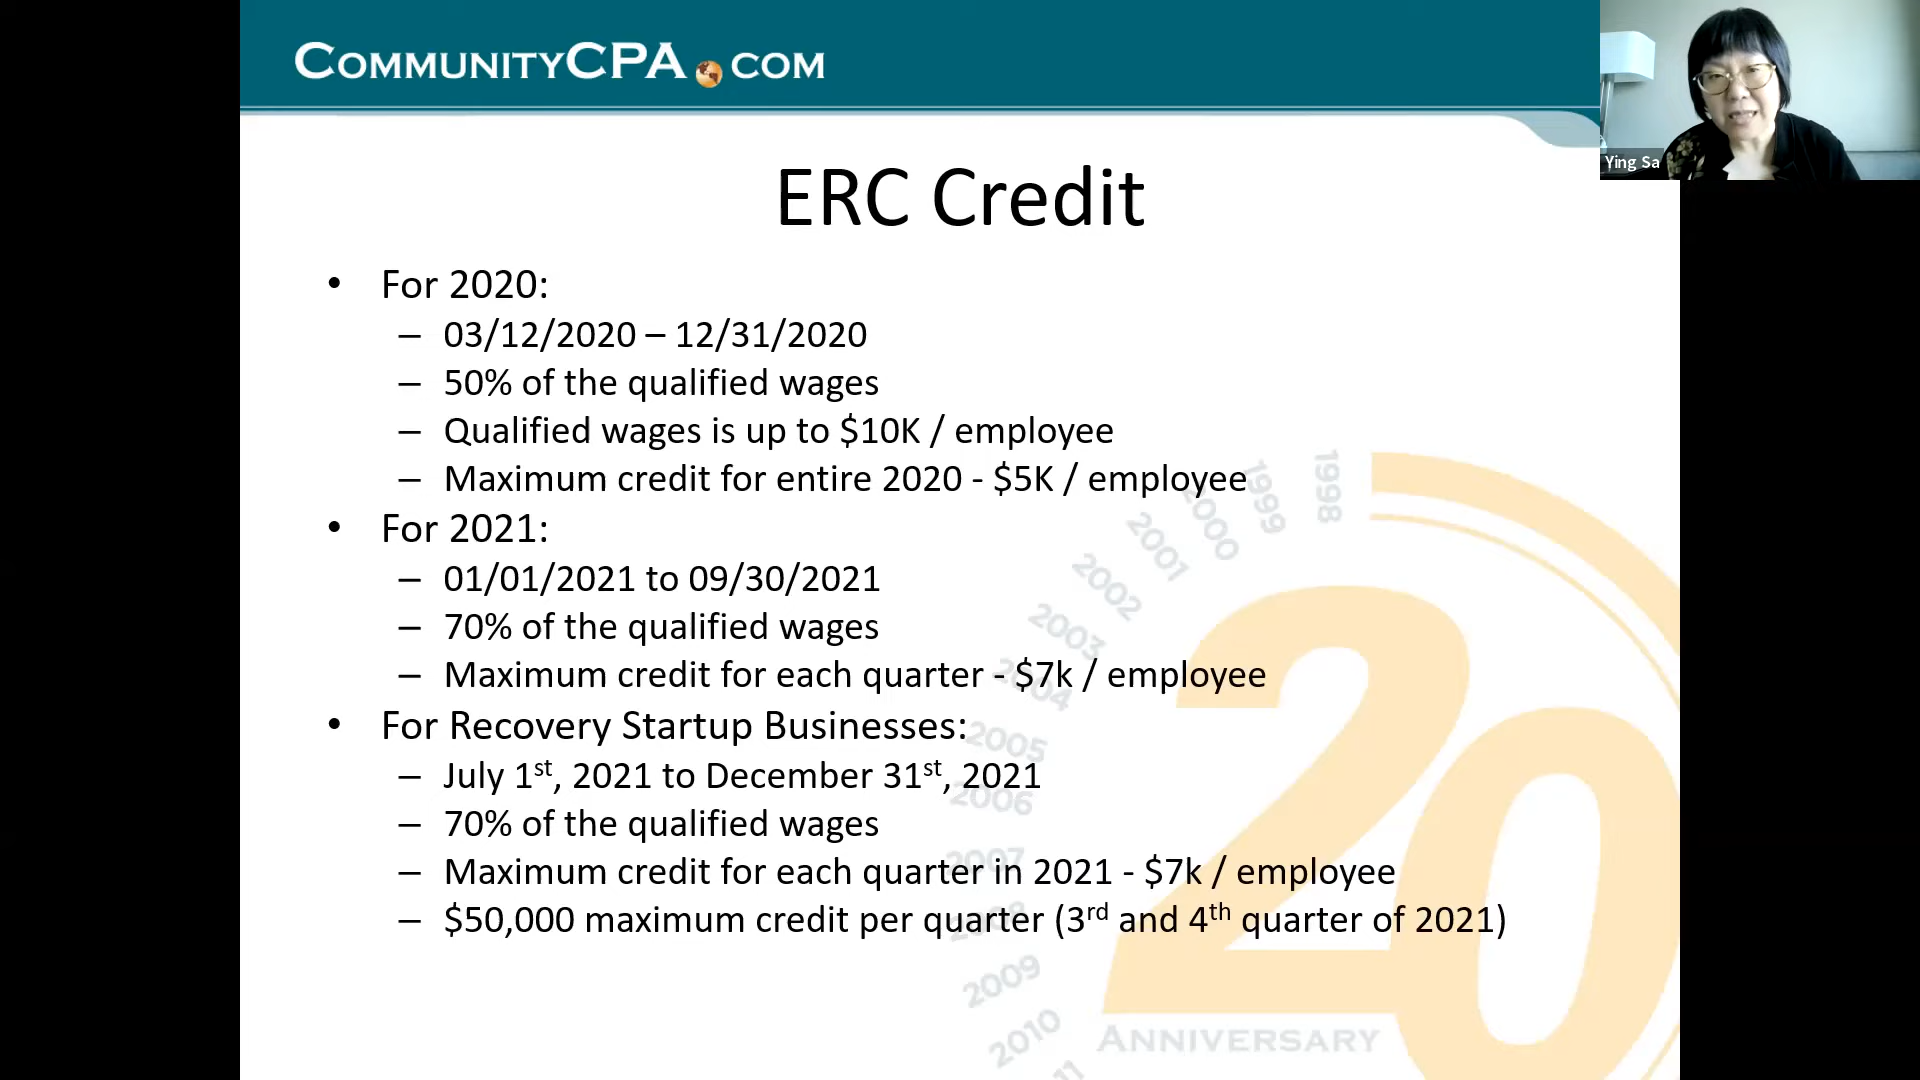 COMMUNITYCPA.COM
Ying Sa
ERC Credit
• For 2020:
– 03/12/2020 – 12/31/2020
– 50% of the qualified wages
– Qualified wages is up to $10K / employee
– Maximum credit for entire 2020 - $5K / employee
• For 2021:
– 01/01/2021 to 09/30/2021
– 70% of the qualified wages
– Maximum credit for each quarter - $7k / employee
• For Recovery Startup Businesses:
– July 1st, 2021 to December 31st, 2021
– 70% of the qualified wages
– Maximum credit for each quarter in 2021 - $7k / employee
– $50,000 maximum credit per quarter (3rd and 4th quarter of 2021)
1998
1999
2000
2001
2002
2003
2004
2005
2006
2007
2008
2009
2010
20
ANNIVERSARY